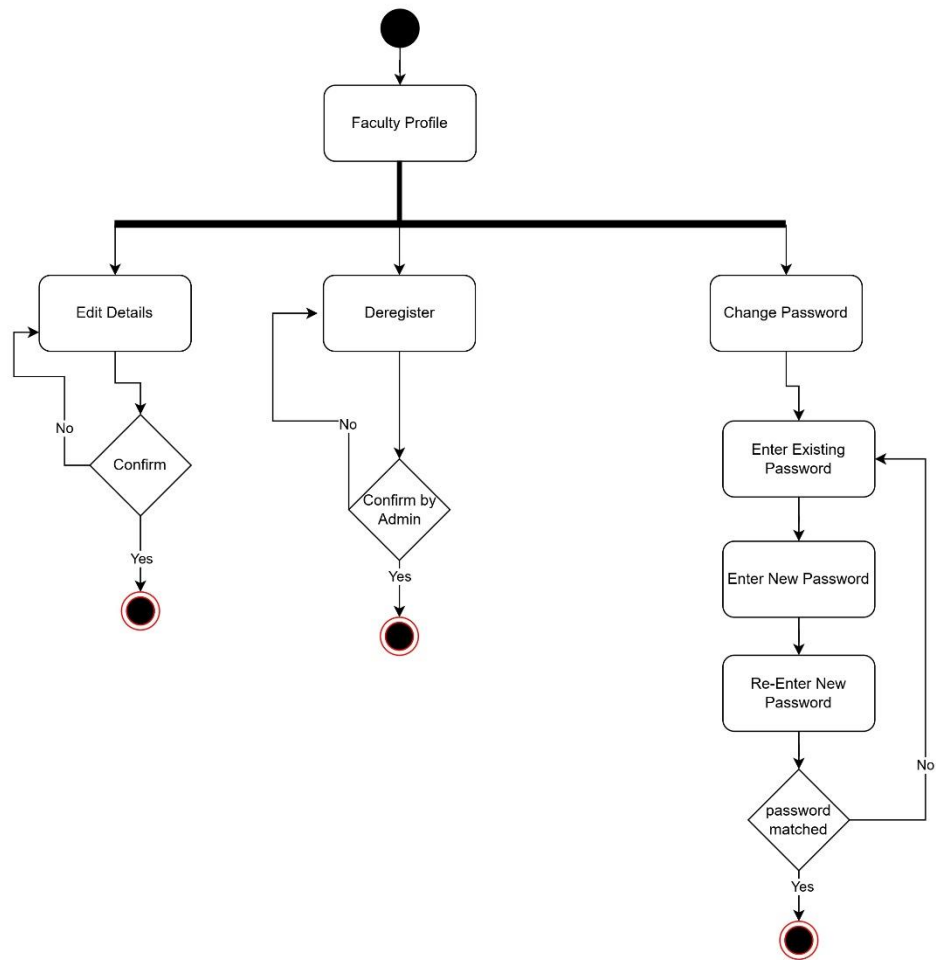 Faculty Profile
Edit Details
Deregister
Change Password
No
Confirm
Yes
No
Confirm by
Admin
Yes
Enter Existing
Password
Enter New Password
Re-Enter New
Password
No
password
matched
Yes